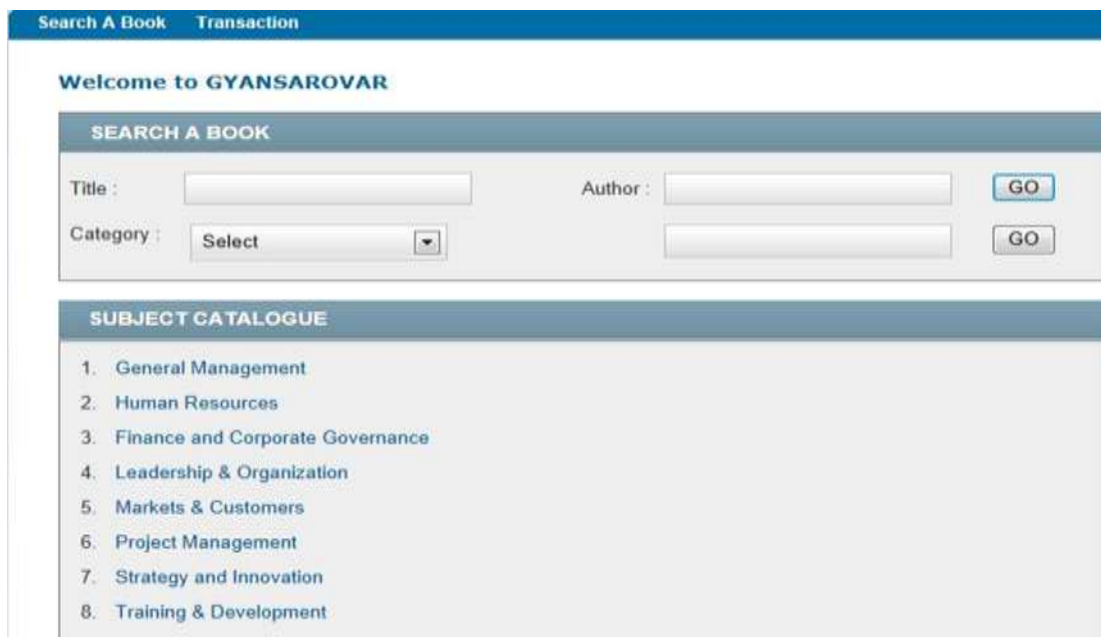 Search A Book Transaction
Welcome to GYANSAROVAR
SEARCH A BOOK
Title : Author : GO
Category : Select GO
SUBJECT CATALOGUE
1. General Management
2. Human Resources
3. Finance and Corporate Governance
4. Leadership & Organization
5. Markets & Customers
6. Project Management
7. Strategy and Innovation
8. Training & Development